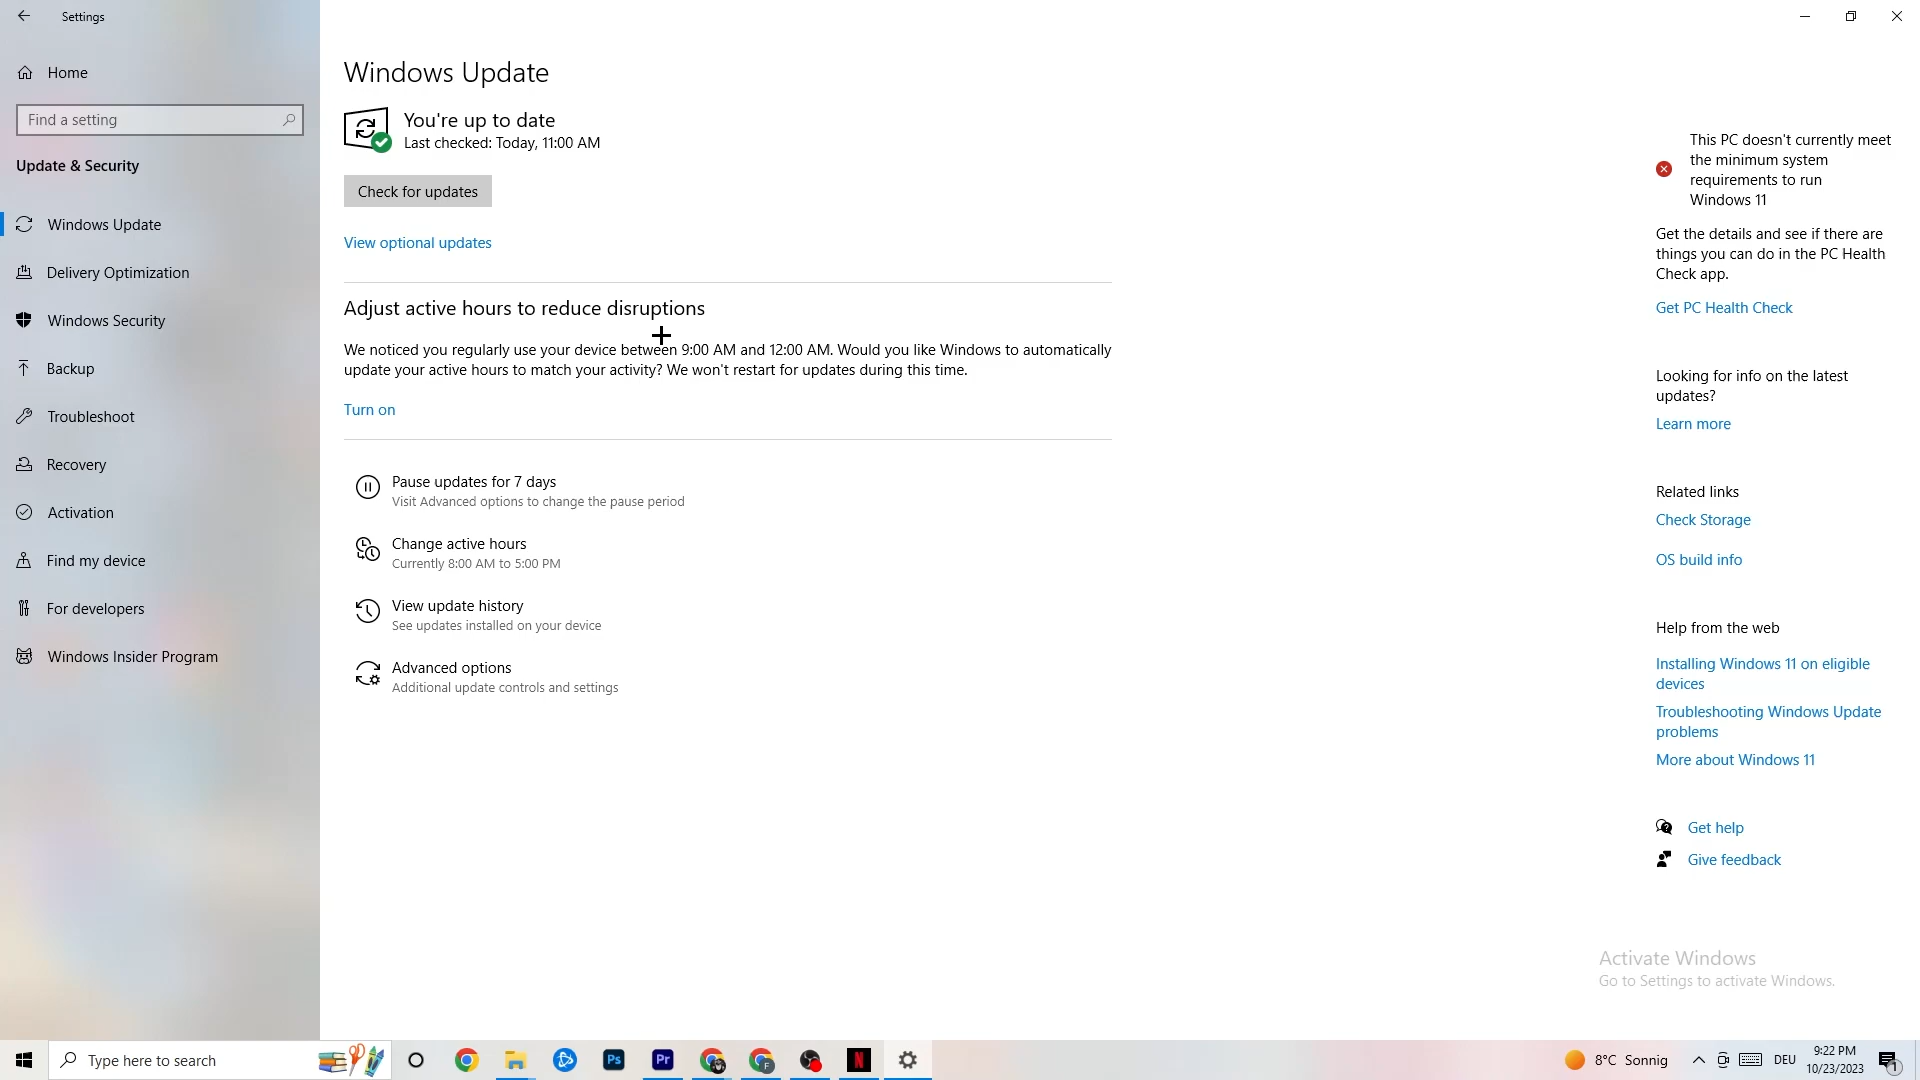 Settings
Home
Find a setting
Update & Security
Windows Update
Delivery Optimization
Windows Security
Backup
Troubleshoot
Recovery
Activation
Find my device
For developers
Windows Insider Program
Windows Update
You're up to date
Last checked: Today, 11:00 AM
Check for updates
View optional updates
Adjust active hours to reduce disruptions
We noticed you regularly use your device between 9:00 AM and 12:00 AM. Would you like Windows to automatically
update your active hours to match your activity? We won't restart for updates during this time.
Turn on
Pause updates for 7 days
Visit Advanced options to change the pause period
Change active hours
Currently 8:00 AM to 5:00 PM
View update history
See updates installed on your device
Advanced options
Additional update controls and settings
This PC doesn't currently meet
the minimum system
requirements to run
Windows 11
Get the details and see if there are
things you can do in the PC Health
Check app.
Get PC Health Check
Looking for info on the latest
updates?
Learn more
Related links
Check Storage
OS build info
Help from the web
Installing Windows 11 on eligible
devices
Troubleshooting Windows Update
problems
More about Windows 11
Get help
Give feedback
Activate Windows
Go to Settings to activate Windows.
Type here to search
Ps
Pr
F
N
8°C Sonnig
DEU
9:22 PM
10/23/2023
1